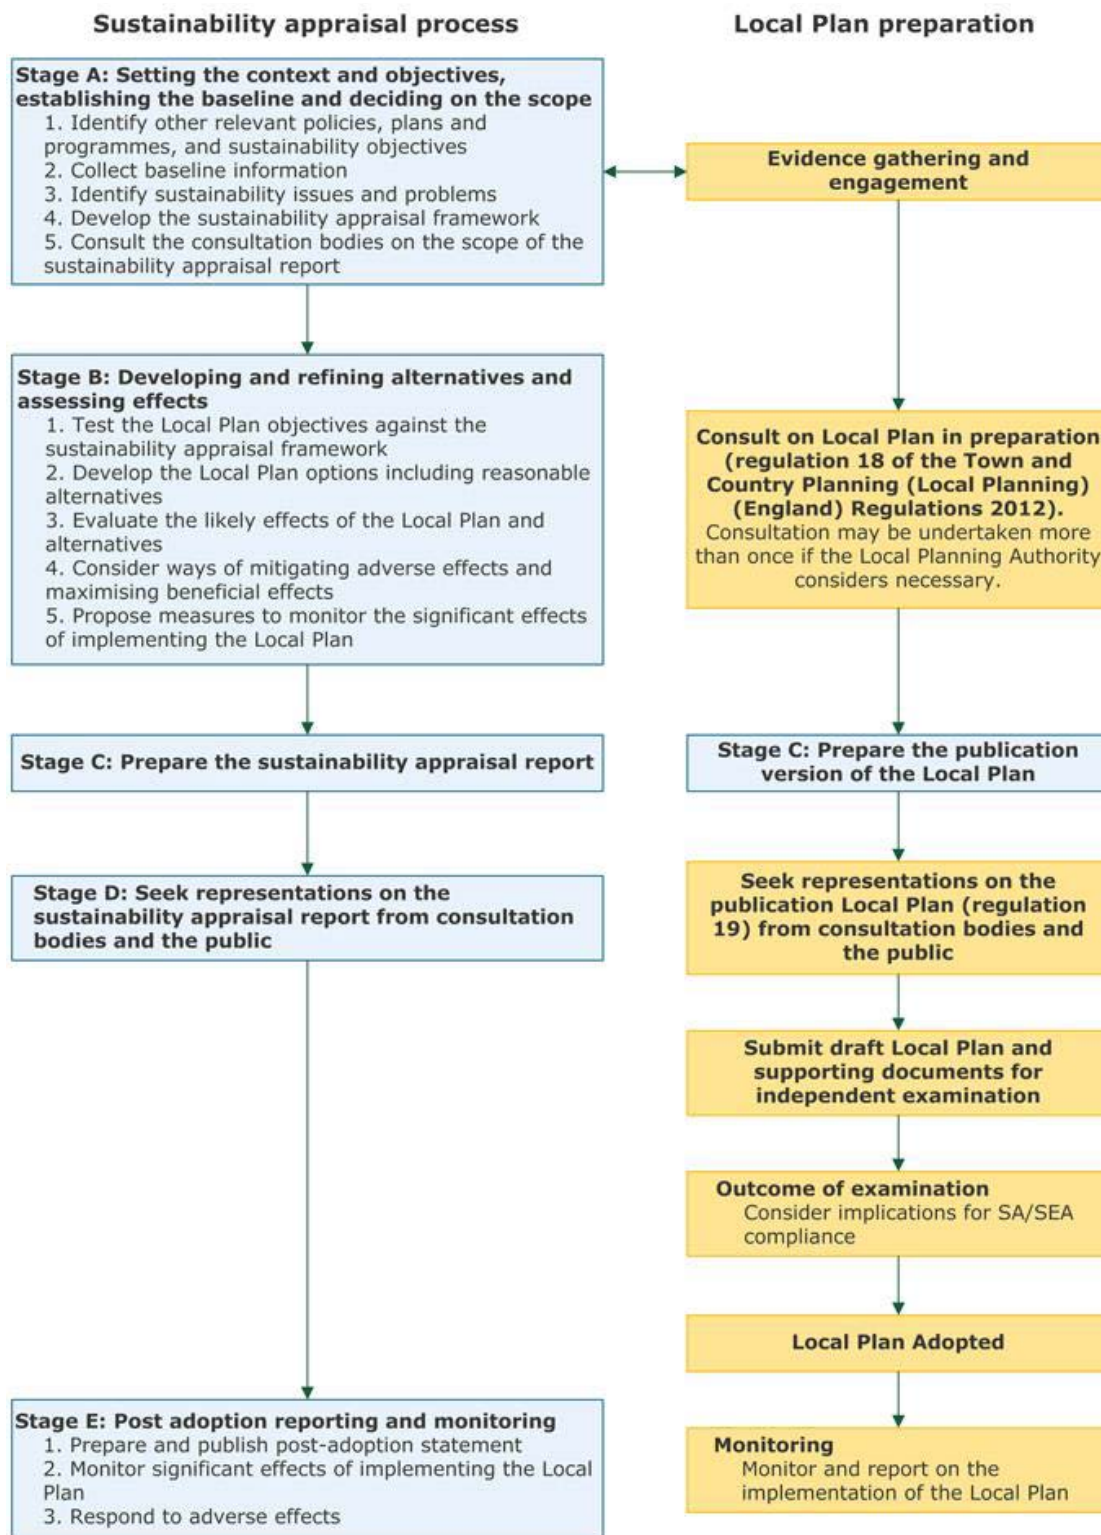 Sustainability appraisal process
Stage A: Setting the context and objectives,
establishing the baseline and deciding on the scope
1. Identify other relevant policies, plans and
programmes, and sustainability objectives
2. Collect baseline information
3. Identify sustainability issues and problems
4. Develop the sustainability appraisal framework
5. Consult the consultation bodies on the scope of the
sustainability appraisal report
Stage B: Developing and refining alternatives and
assessing effects
1. Test the Local Plan objectives against the
sustainability appraisal framework
2. Develop the Local Plan options including reasonable
alternatives
3. Evaluate the likely effects of the Local Plan and
alternatives
4. Consider ways of mitigating adverse effects and
maximising beneficial effects
5. Propose measures to monitor the significant effects
of implementing the Local Plan
Stage C: Prepare the sustainability appraisal report
Stage D: Seek representations on the
sustainability appraisal report from consultation
bodies and the public
Stage E: Post adoption reporting and monitoring
1. Prepare and publish post-adoption statement
2. Monitor significant effects of implementing the Local
Plan
3. Respond to adverse effects
Local Plan preparation
Evidence gathering and
engagement
Consult on Local Plan in preparation
(regulation 18 of the Town and
Country Planning (Local Planning)
(England) Regulations 2012).
Consultation may be undertaken more
than once if the Local Planning Authority
considers necessary.
Stage C: Prepare the publication
version of the Local Plan
Seek representations on the
publication Local Plan (regulation
19) from consultation bodies and
the public
Submit draft Local Plan and
supporting documents for
independent examination
Outcome of examination
Consider implications for SA/SEA
compliance
Local Plan Adopted
Monitoring
Monitor and report on the
implementation of the Local Plan